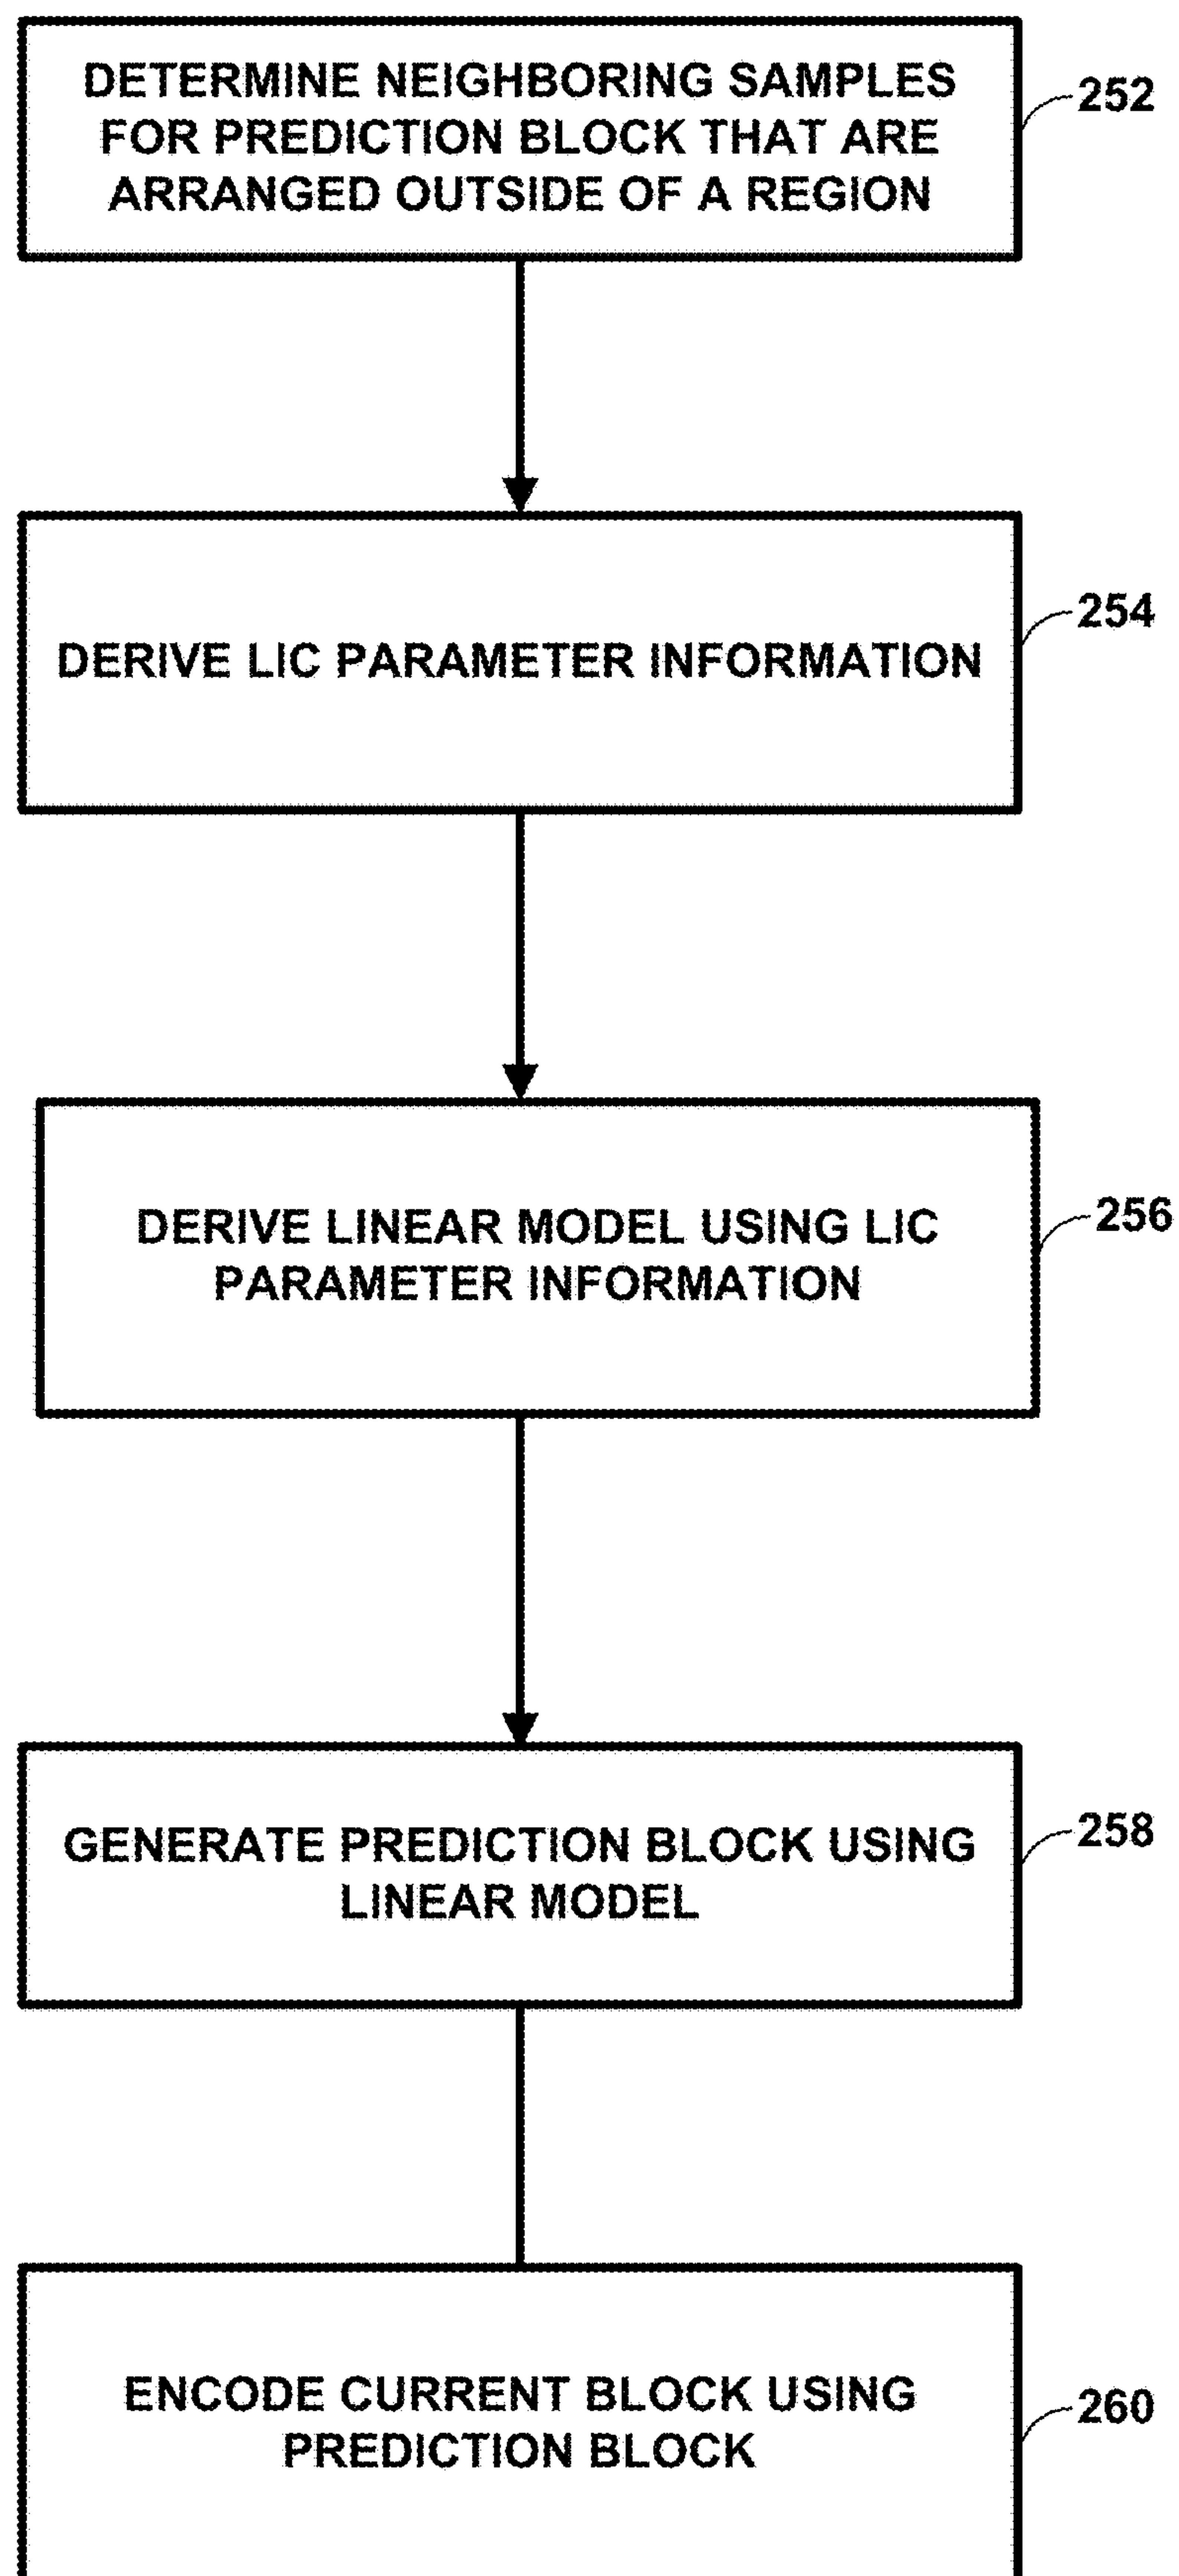 DETERMINE NEIGHBORING SAMPLES
FOR PREDICTION BLOCK THAT ARE
ARRANGED OUTSIDE OF A REGION
252
DERIVE LIC PARAMETER INFORMATION
254
DERIVE LINEAR MODEL USING LIC
PARAMETER INFORMATION
256
GENERATE PREDICTION BLOCK USING
LINEAR MODEL
258
ENCODE CURRENT BLOCK USING
PREDICTION BLOCK
260